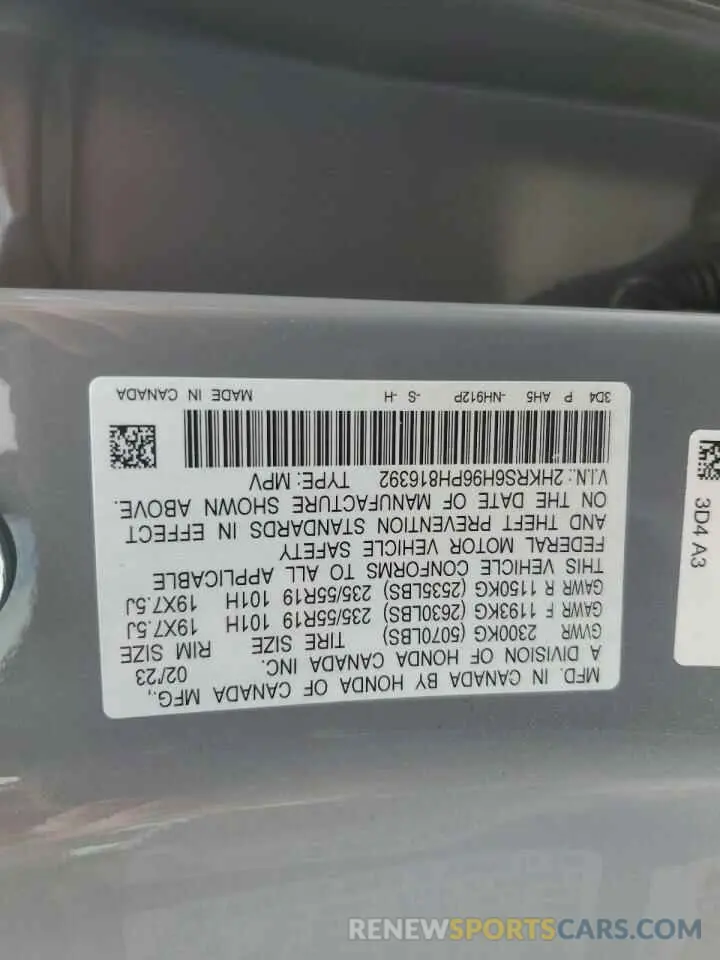 MFD. IN CANADA BY HONDA OF CANADA MFG.,
A DIVISION OF HONDA CANADA INC. 02/'23
GVWR 2300KG (5070LBS) TIRE SIZE RIM SIZE
GAWR F 1193KG (2630LBS) 235/55R19 101H 19X7.5J
GAWR R 1150KG (2535LBS) 235/55R19 101H 19X7.5J
THIS VEHICLE CONFORMS TO ALL APPLICABLE
FEDERAL MOTOR VEHICLE SAFETY
AND THEFT PREVENTION STANDARDS IN EFFECT
ON THE DATE OF MANUFACTURE SHOWN ABOVE.
V.I.N.: 2HKRS6H96PH816392 TYPE: MPV
3D4 P AH5 -NH912P -S -H MADE IN CANADA
3D4 A3
RENEWSPORTSCARS.COM